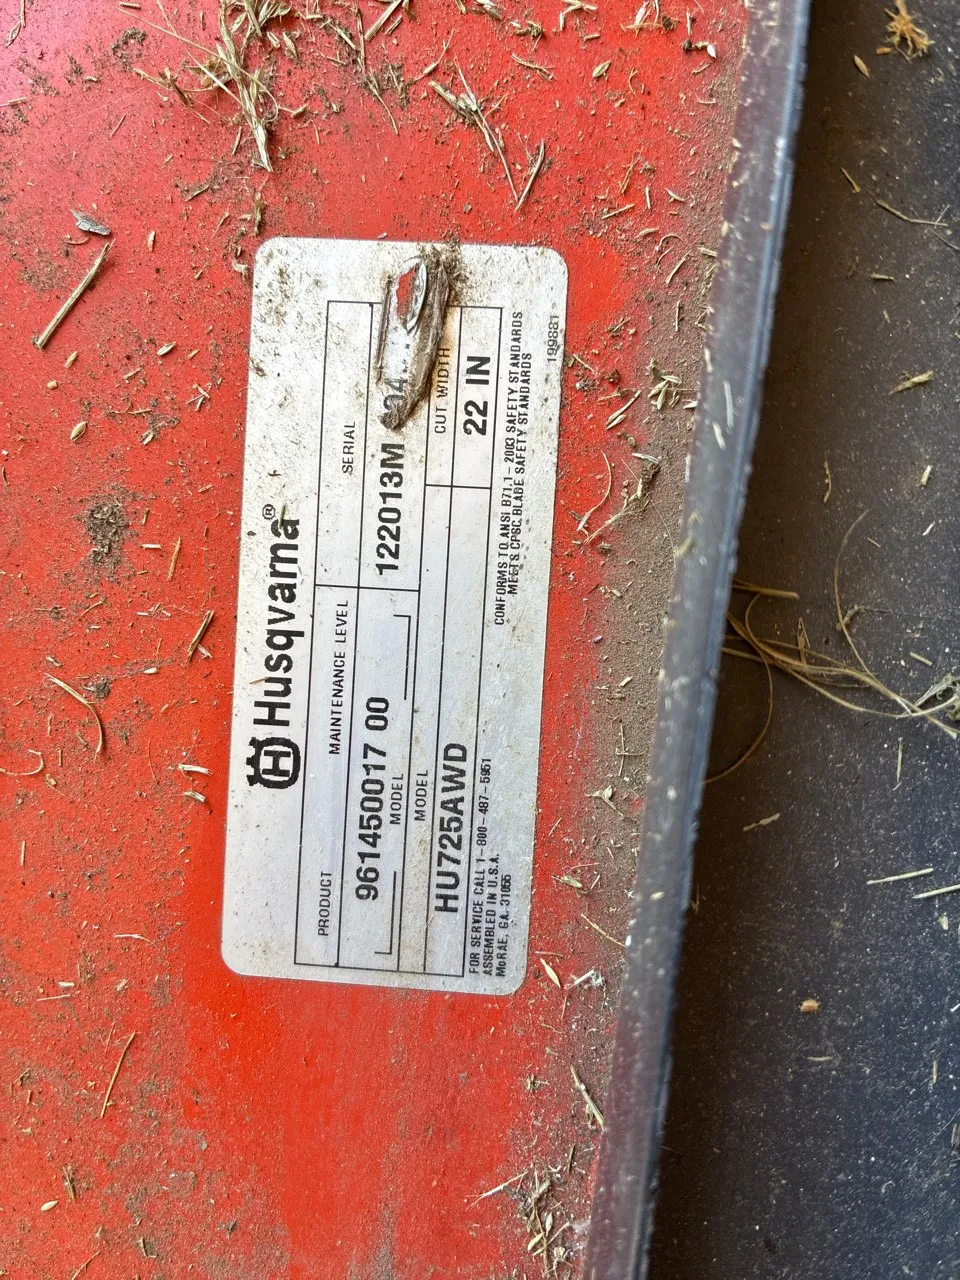 Husqvarna®
PRODUCT
MAINTENANCE LEVEL
SERIAL
961450017 00
122013M
MODEL
MODEL
CUT WIDTH
HU725AWD
22 IN
FOR SERVICE CALL 1-800-487-5951
ASSEMBLED IN U.S.A.
McRAE, GA. 31055
CONFORMS TO ANSI B71.1-2003 SAFETY STANDARDS
MEETS CPSC BLADE SAFETY STANDARDS
199881